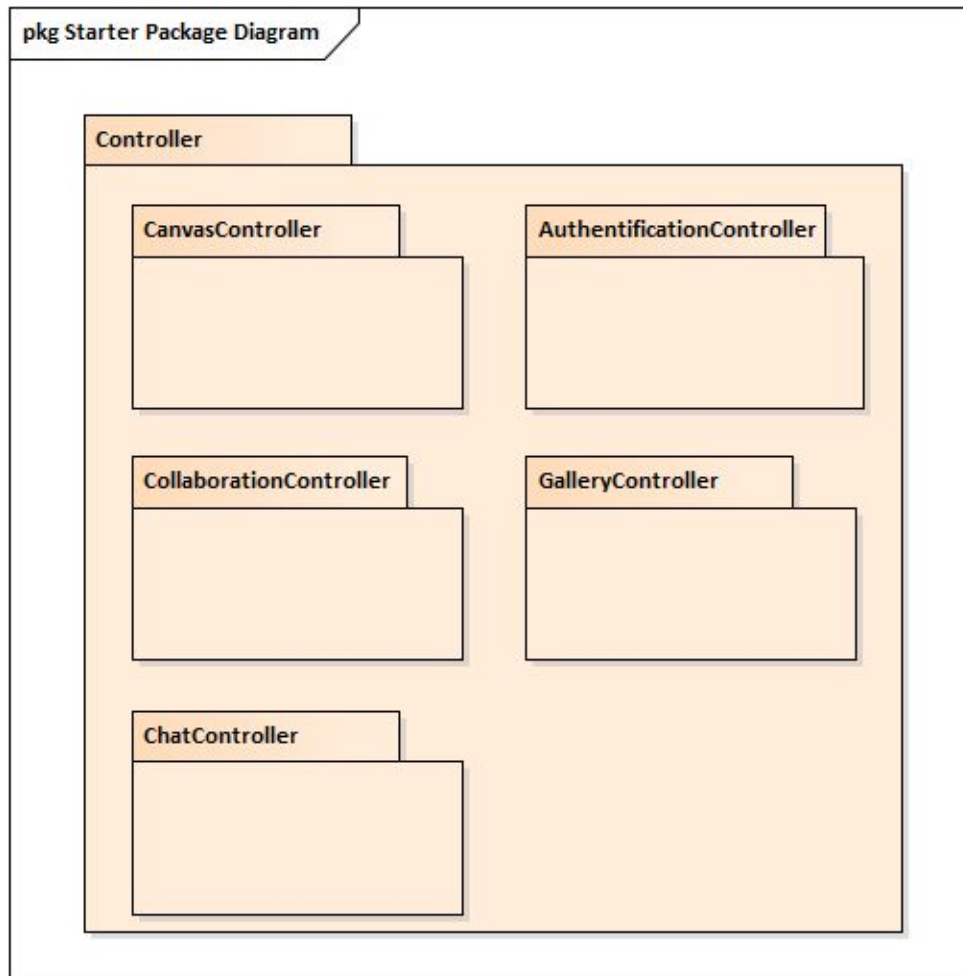 pkg Starter Package Diagram
Controller
CanvasController
AuthentificationController
CollaborationController
GalleryController
ChatController